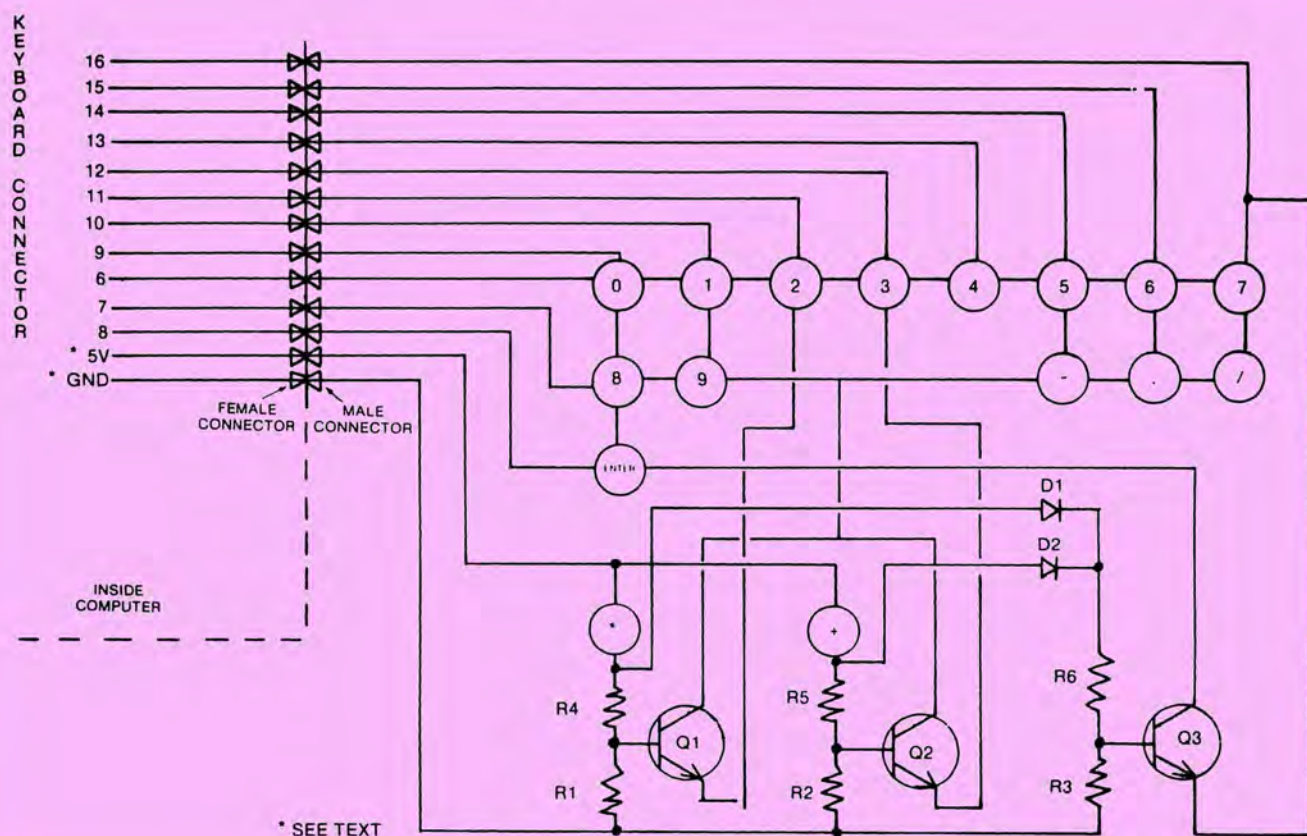 KEYBOARD CONNECTOR
16
15
14
13
12
11
10
9
6
7
8
* 5V
* GND
FEMALE
CONNECTOR
MALE
CONNECTOR
INSIDE
COMPUTER
0
1
2
3
4
5
6
7
8
9
-
.
/
ENTER
D1
D2
*
+
R4
Q1
R1
R5
Q2
R2
R6
Q3
R3
* SEE TEXT